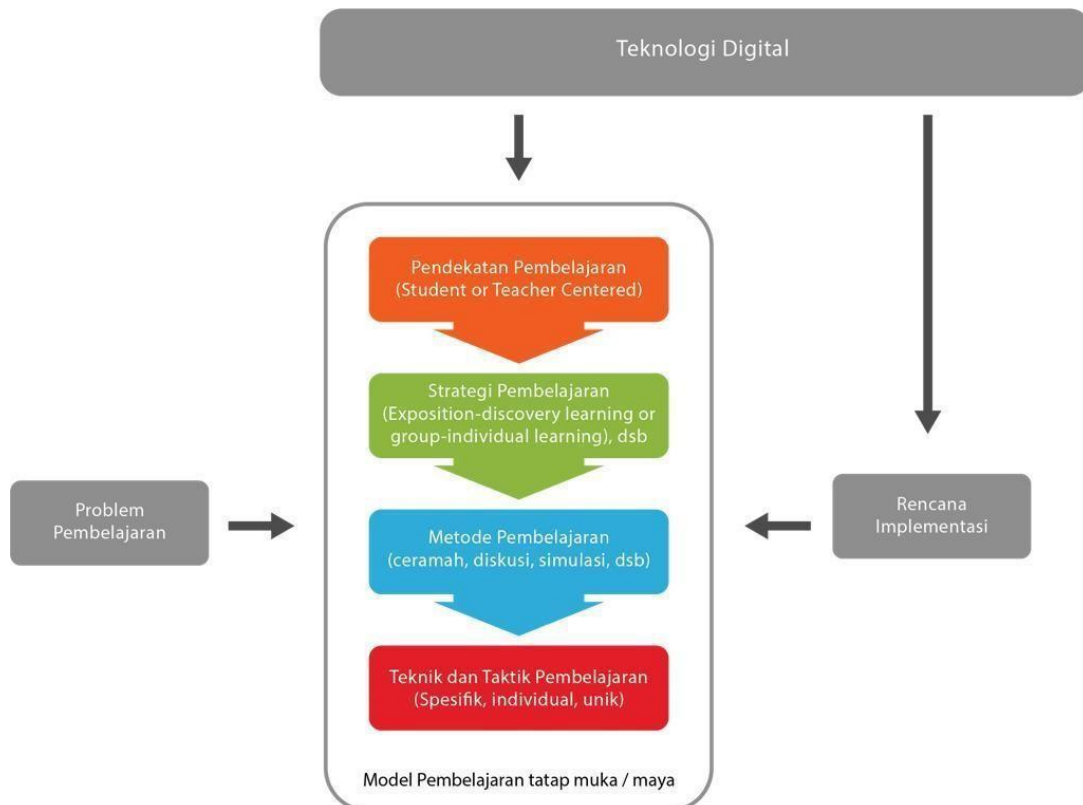 Teknologi Digital
Pendekatan Pembelajaran
(Student or Teacher Centered)
Strategi Pembelajaran
(Exposition-discovery learning or
group-individual learning), dsb
Problem
Pembelajaran
Metode Pembelajaran
(ceramah, diskusi, simulasi, dsb)
Rencana
Implementasi
Teknik dan Taktik Pembelajaran
(Spesifik, individual, unik)
Model Pembelajaran tatap muka / maya